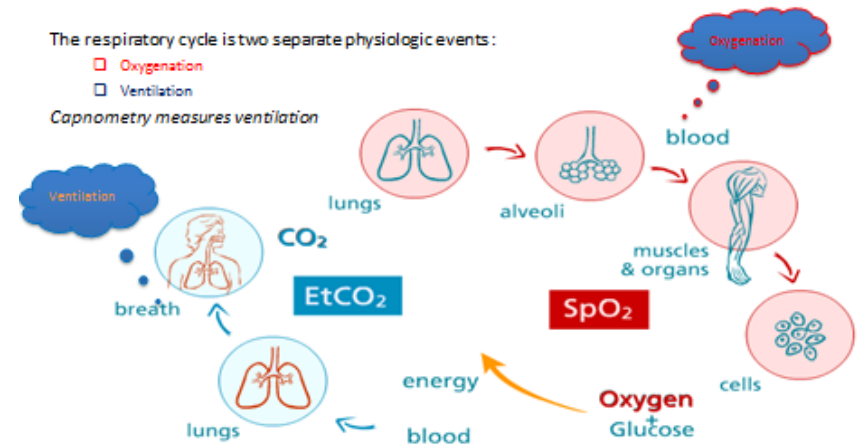 The respiratory cycle is two separate physiologic events:
Oxygenation
Ventilation
Capnometry measures ventilation
Oxygenation
blood
Ventilation
lungs
alveoli
muscles
& organs
CO₂
breath
EtCO₂
SpO₂
cells
energy
Oxygen
+
Glucose
lungs
blood